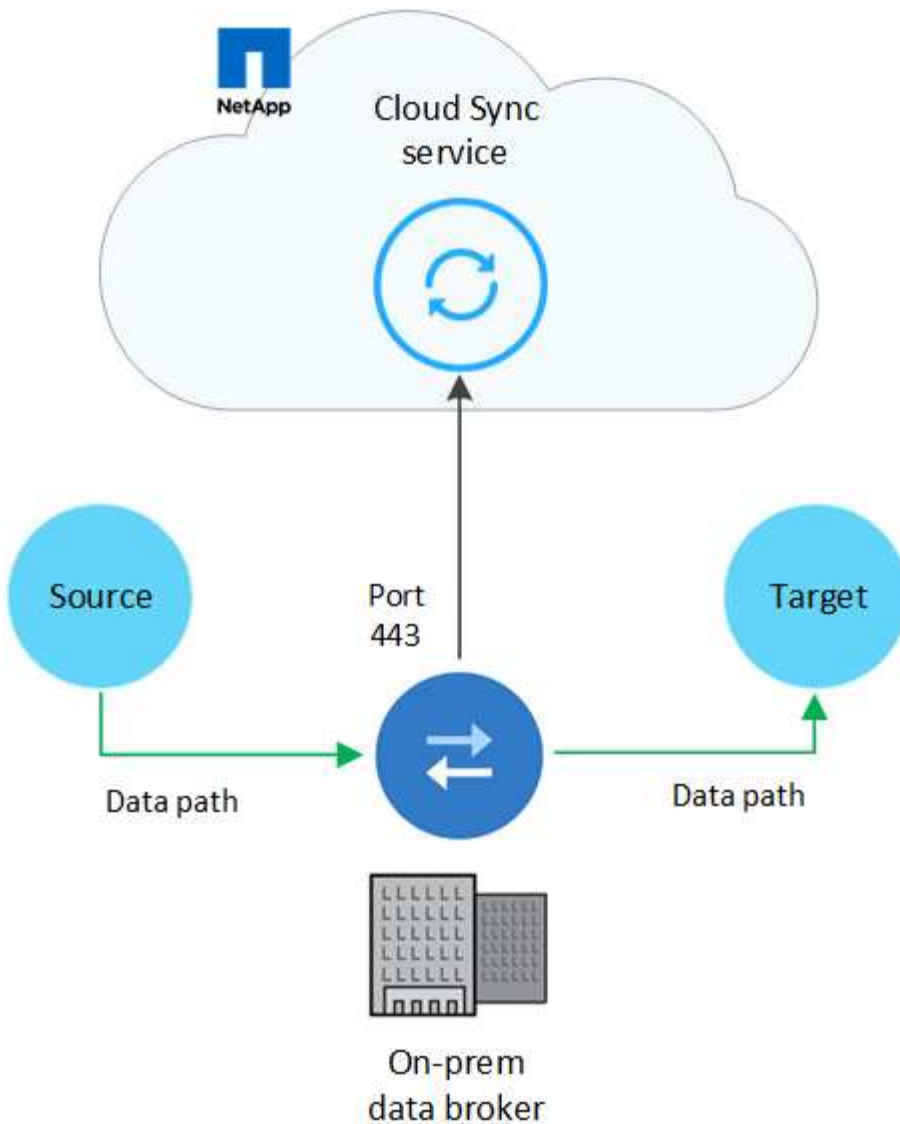 NetApp
Cloud Sync
service
Source
Port
443
Target
Data path
Data path
On-prem
data broker